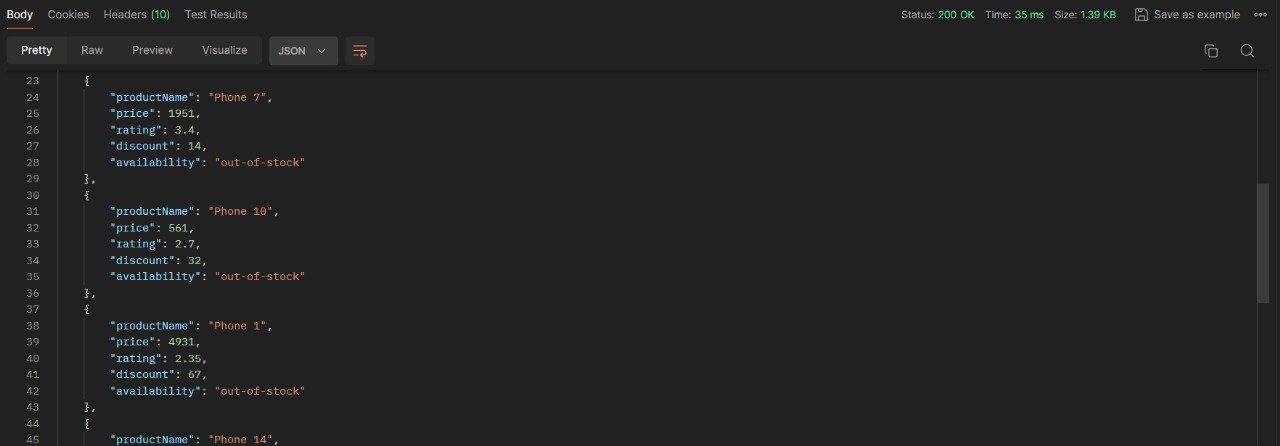 Body Cookies Headers (10) Test Results Status: 200 OK Time: 35 ms Size: 1.39 KB Save as example
Pretty Raw Preview Visualize JSON
23 {
24 "productName": "Phone 7",
25 "price": 1951,
26 "rating": 3.4,
27 "discount": 14,
28 "availability": "out-of-stock"
29 },
30 {
31 "productName": "Phone 10",
32 "price": 561,
33 "rating": 2.7,
34 "discount": 32,
35 "availability": "out-of-stock"
36 },
37 {
38 "productName": "Phone 1",
39 "price": 4931,
40 "rating": 2.35,
41 "discount": 67,
42 "availability": "out-of-stock"
43 },
44 {
45 "productName": "Phone 14",